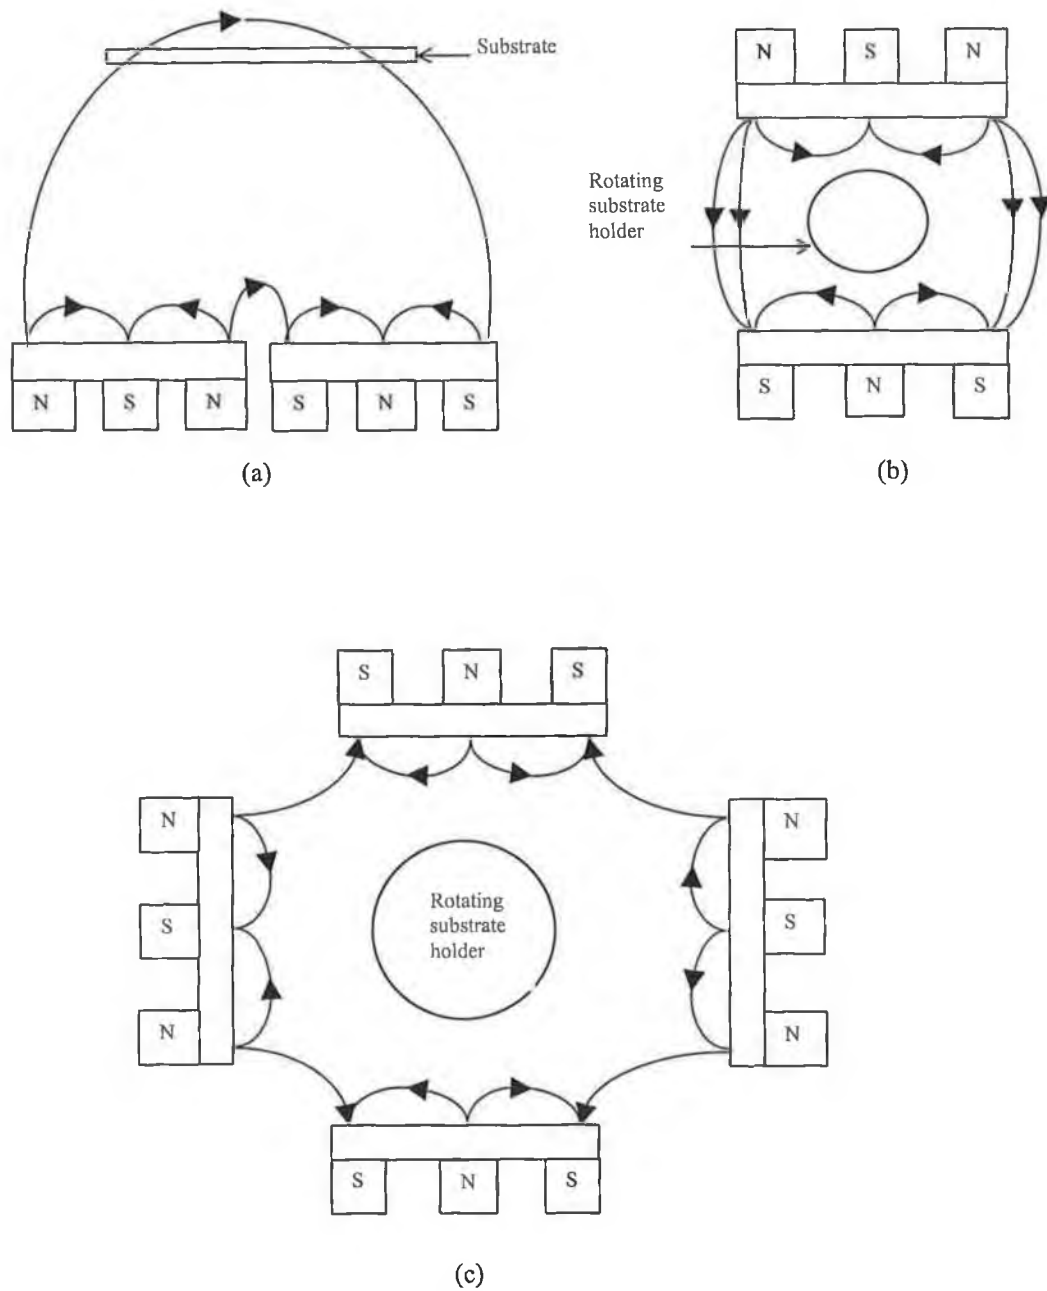 Substrate
N S N S N S
(a)
N S N
Rotating
substrate
holder
S N S
(b)
S N S
N N
Rotating
substrate
holder
S S
N N
S N S
(c)